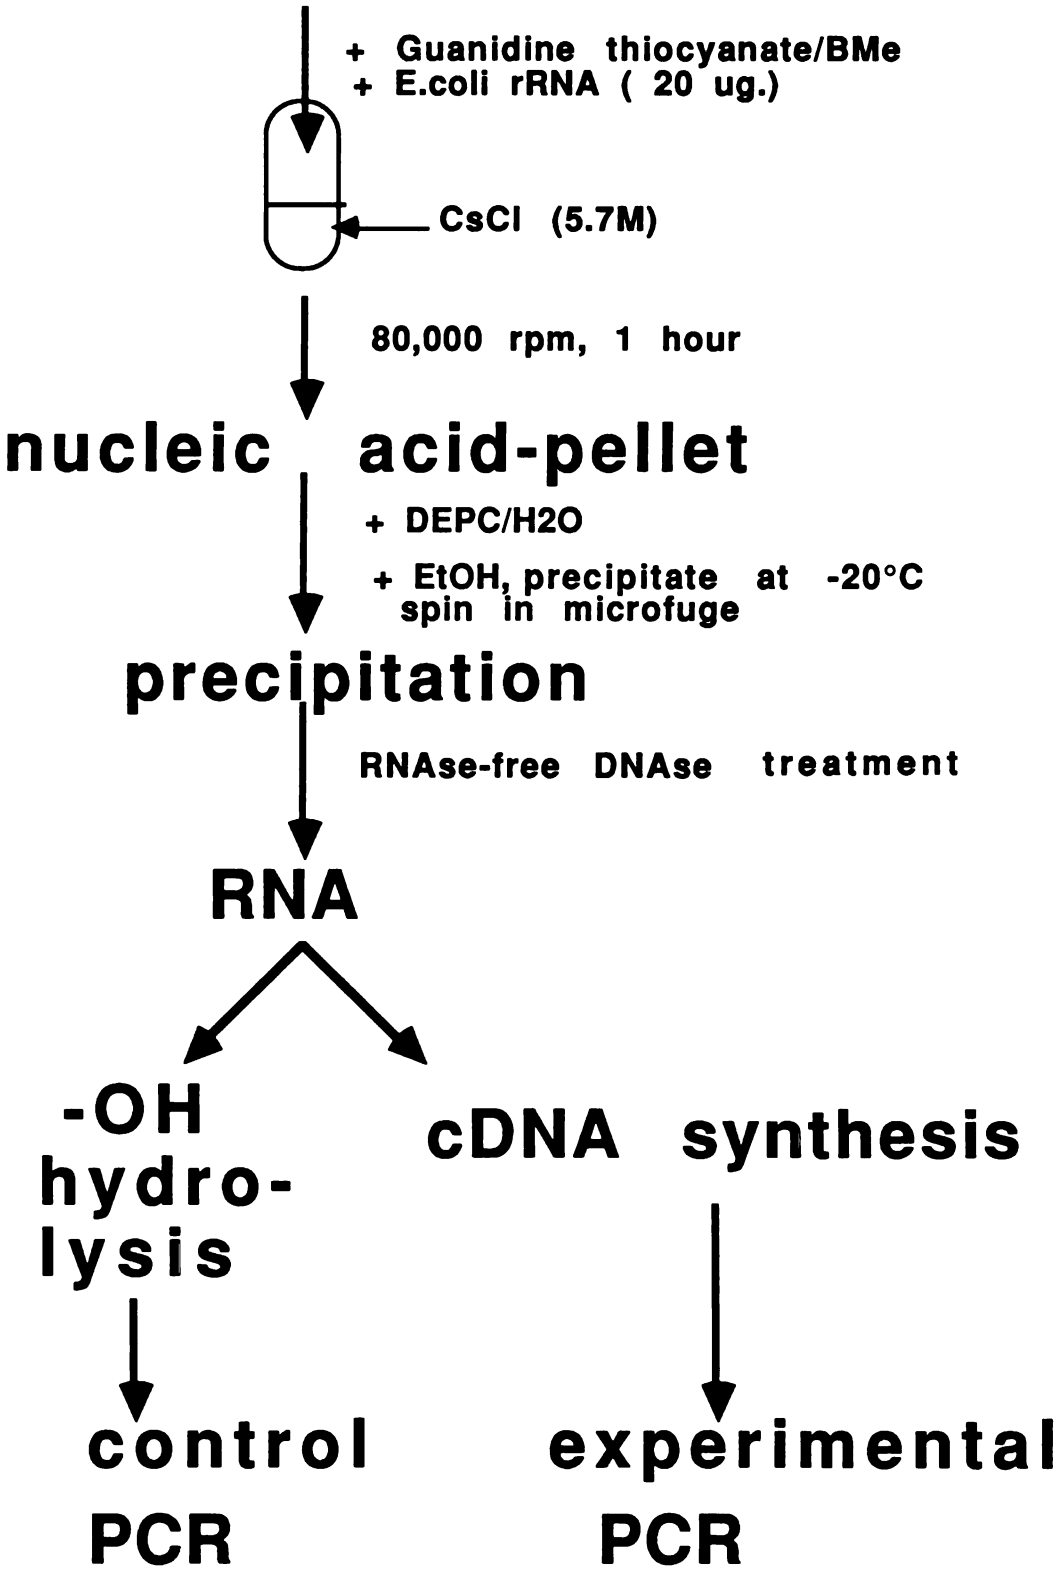 + Guanidine thiocyanate/BMe
+ E.coli rRNA ( 20 ug.)
CsCl (5.7M)
80,000 rpm, 1 hour
nucleic acid-pellet
+ DEPC/H2O
+ EtOH, precipitate at -20°C
spin in microfuge
precipitation
RNAse-free DNAse treatment
RNA
-OH
hydro-
lysis
cDNA synthesis
control
PCR
experimental
PCR